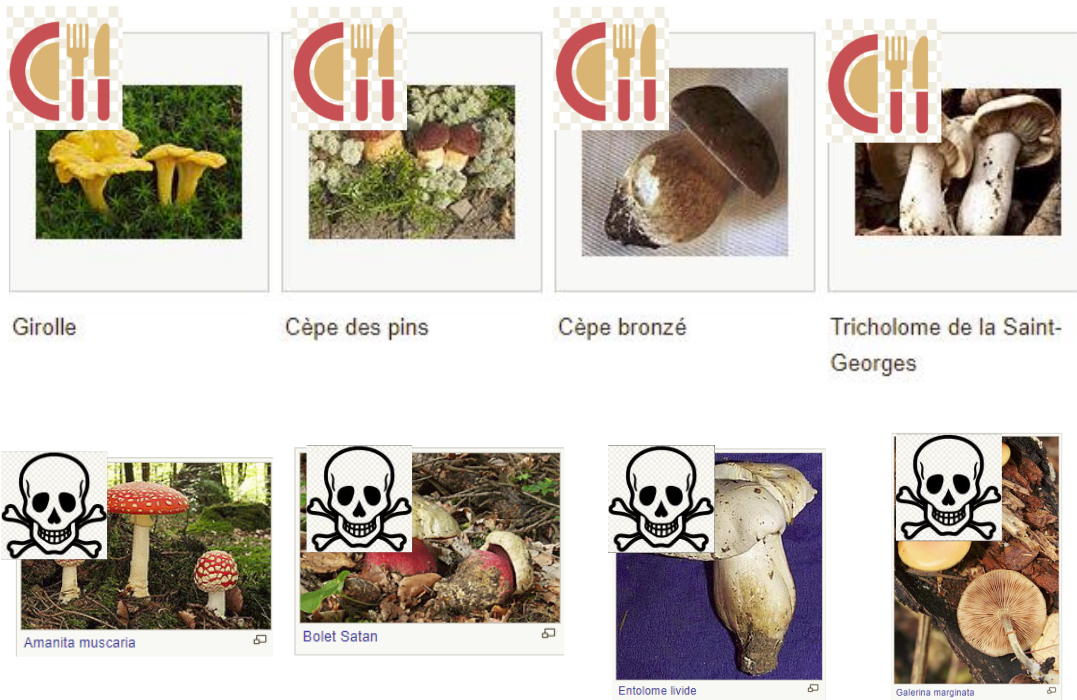 Girolle
Cèpe des pins
Cèpe bronzé
Tricholome de la Saint-
Georges
Amanita muscaria
Bolet Satan
Entolome livide
Galerina marginata